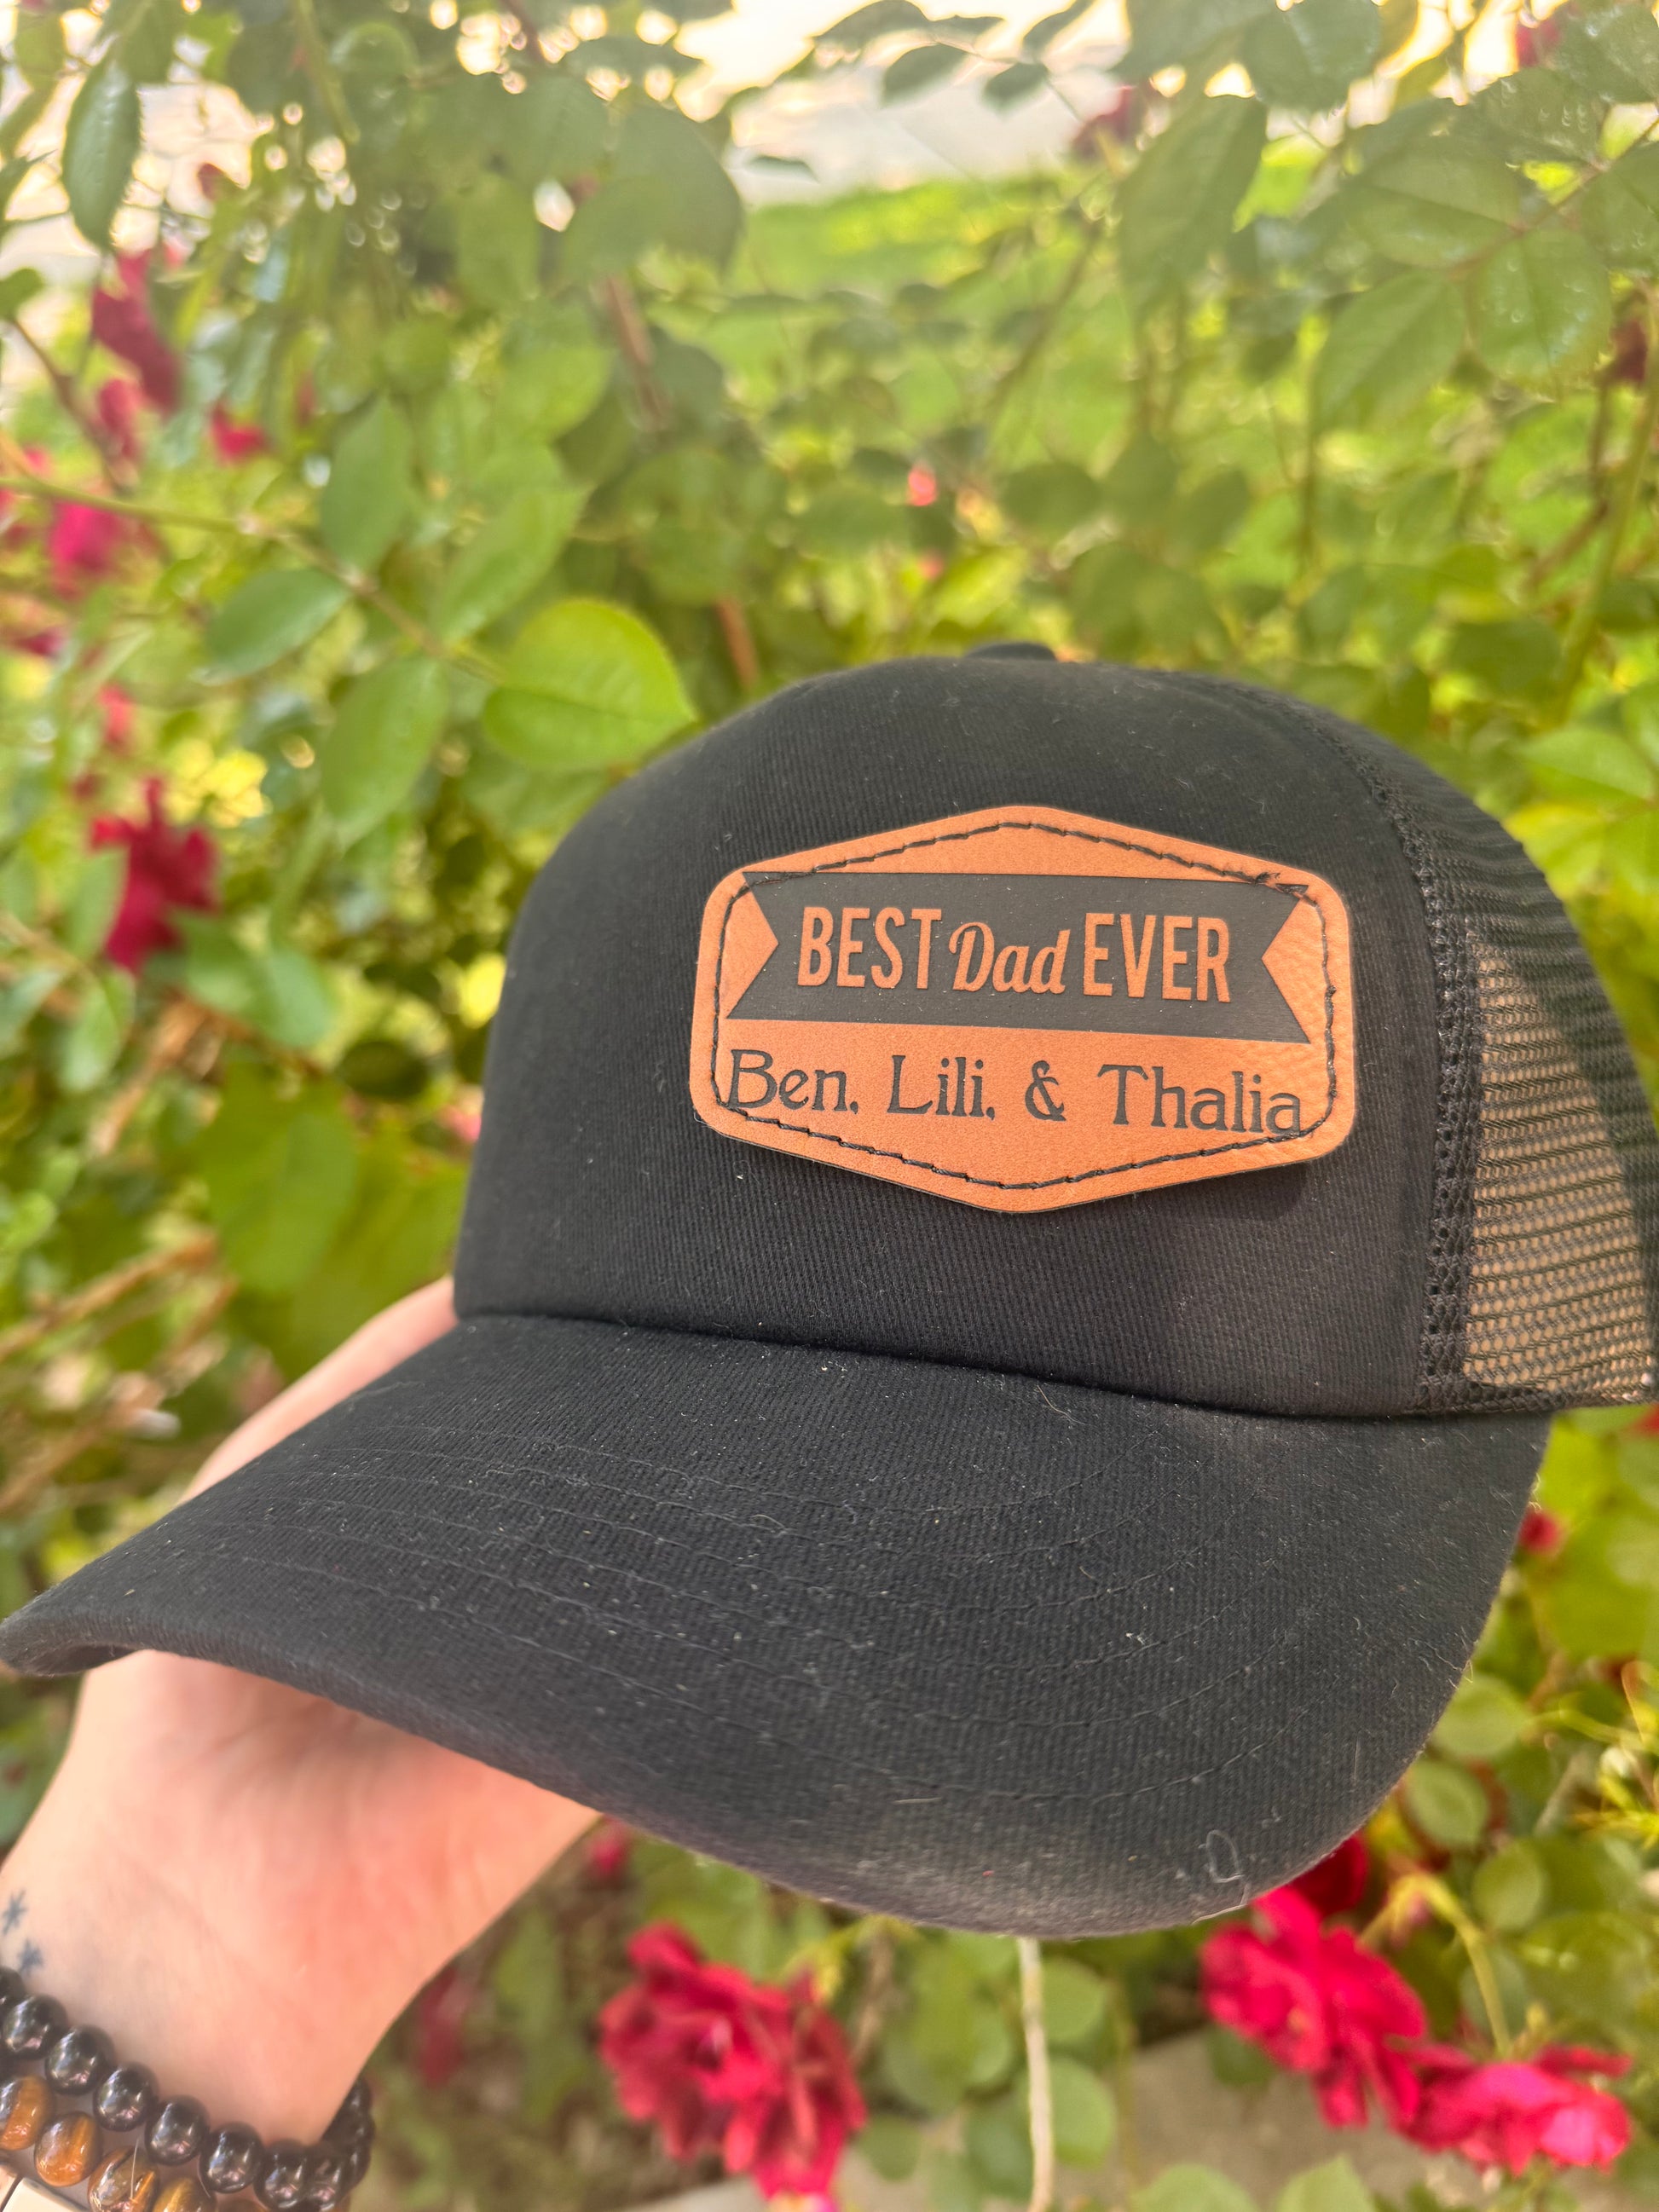 BEST Dad EVER
Ben, Lili, & Thalia